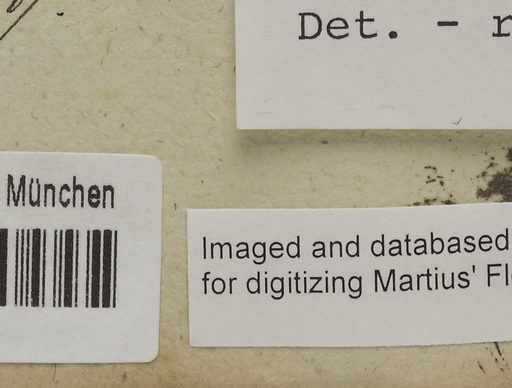 Det. -
München
Imaged and databased
for digitizing Martius' Fl